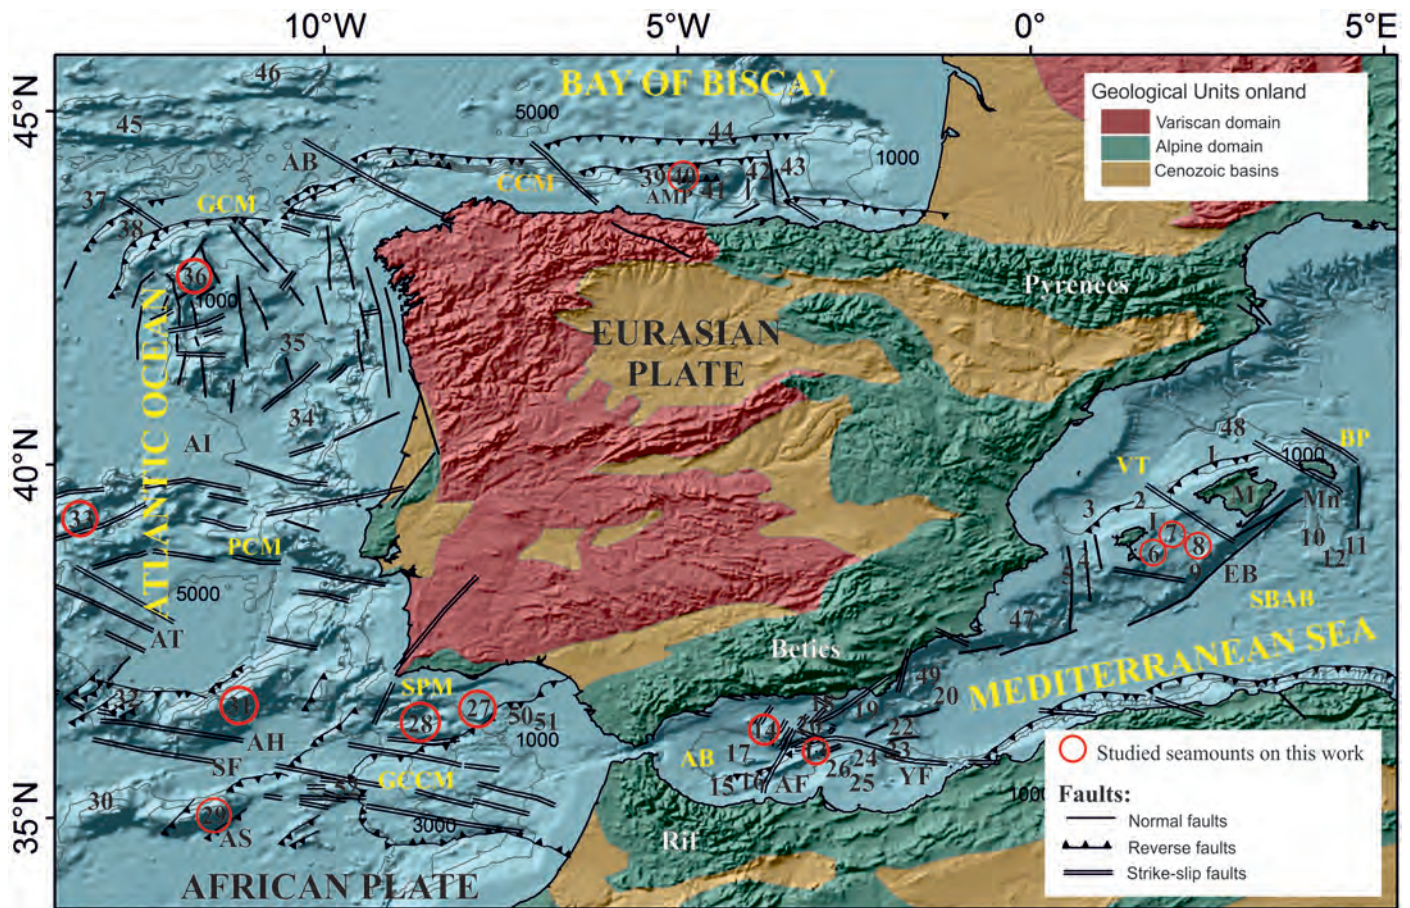 10°W
5°W
0°
5°E
45°N
40°N
35°N
BAY OF BISCAY
46
45
5000
44
1000
AB
37
GCM
38
CCM
39
40
41
42
43
AMP
36
1000
35
34
AI
ATLANTIC OCEAN
33
PCM
5000
AT
32
31
AH
SF
30
29
AS
AFRICAN PLATE
SPM
28
27
50
51
1000
GCCM
3000
EURASIAN
PLATE
Pyrenees
Betics
Rif
48
BP
1000
VT
1
2
3
M
Mn
I
7
6
8
9
4
5
10
11
12
EB
SBAB
47
MEDITERRANEAN SEA
49
20
18
19
14
22
23
AB
17
13
24
26
25
15
16
AF
YF
Geological Units onland
Variscan domain
Alpine domain
Cenozoic basins
Studied seamounts on this work
Faults:
Normal faults
Reverse faults
Strike-slip faults